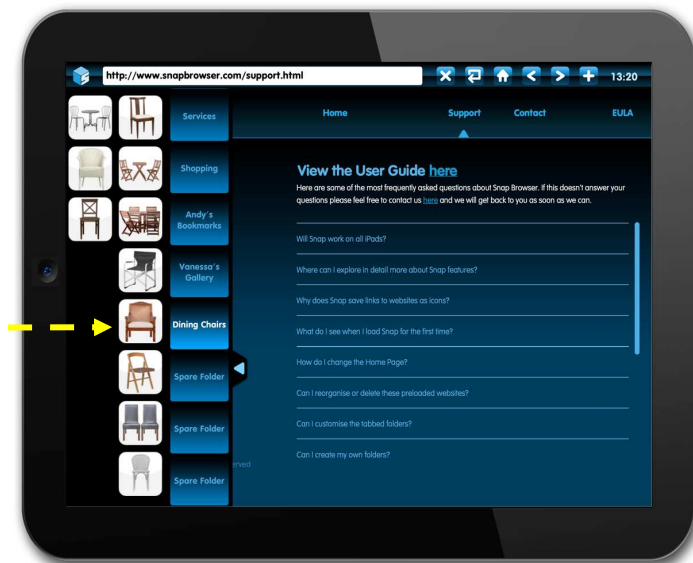 http://www.snapbrowser.com/support.html
13:20
Services
Shopping
Andy's
Bookmarks
Vanessa's
Gallery
Dining Chairs
Spare Folder
Spare Folder
Spare Folder
Home Support Contact EULA
View the User Guide here
Here are some of the most frequently asked questions about Snap Browser. If this doesn't answer your
questions please feel free to contact us here and we will get back to you as soon as we can.
Will Snap work on all iPads?
Where can I explore in detail more about Snap features?
Why does Snap save links to websites as icons?
What do I see when I load Snap for the first time?
How do I change the Home Page?
Can I reorganise or delete these preloaded websites?
Can I customise the tabbed folders?
Can I create my own folders?
erved